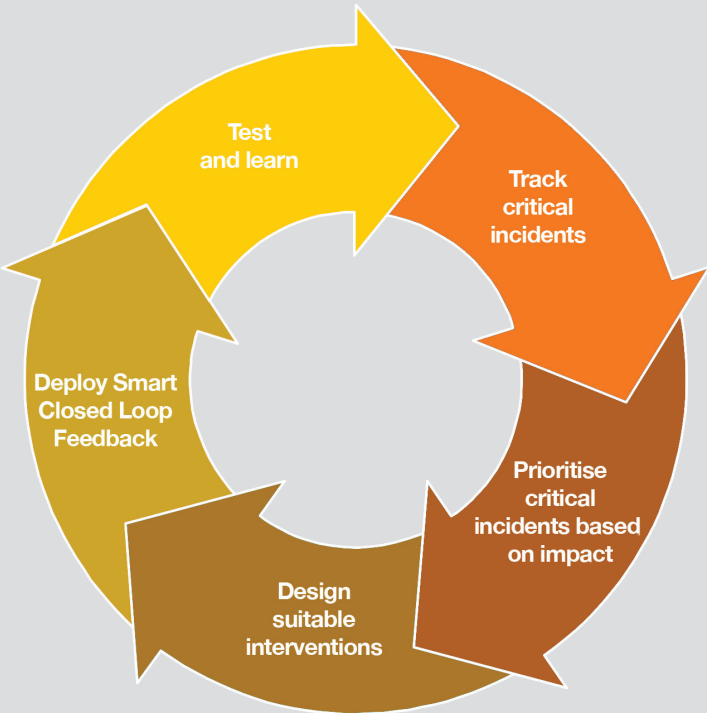 Test
and learn
Track
critical
incidents
Prioritise
critical
incidents based
on impact
Design
suitable
interventions
Deploy Smart
Closed Loop
Feedback